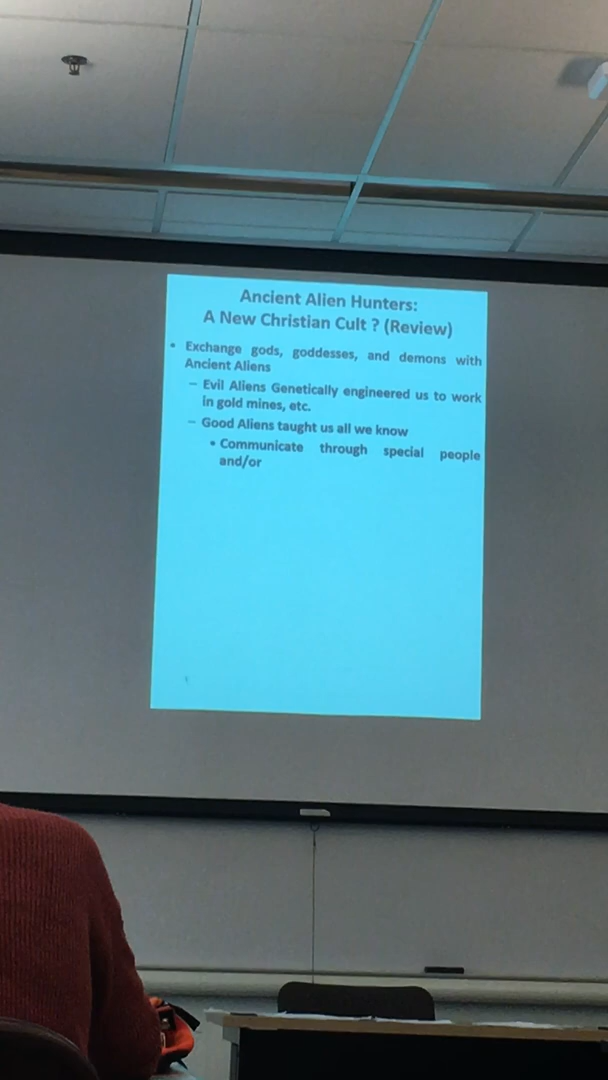 Ancient Alien Hunters:
A New Christian Cult ? (Review)
• Exchange gods, goddesses, and demons with
Ancient Aliens
– Evil Aliens Genetically engineered us to work
in gold mines, etc.
– Good Aliens taught us all we know
• Communicate through special people
and/or